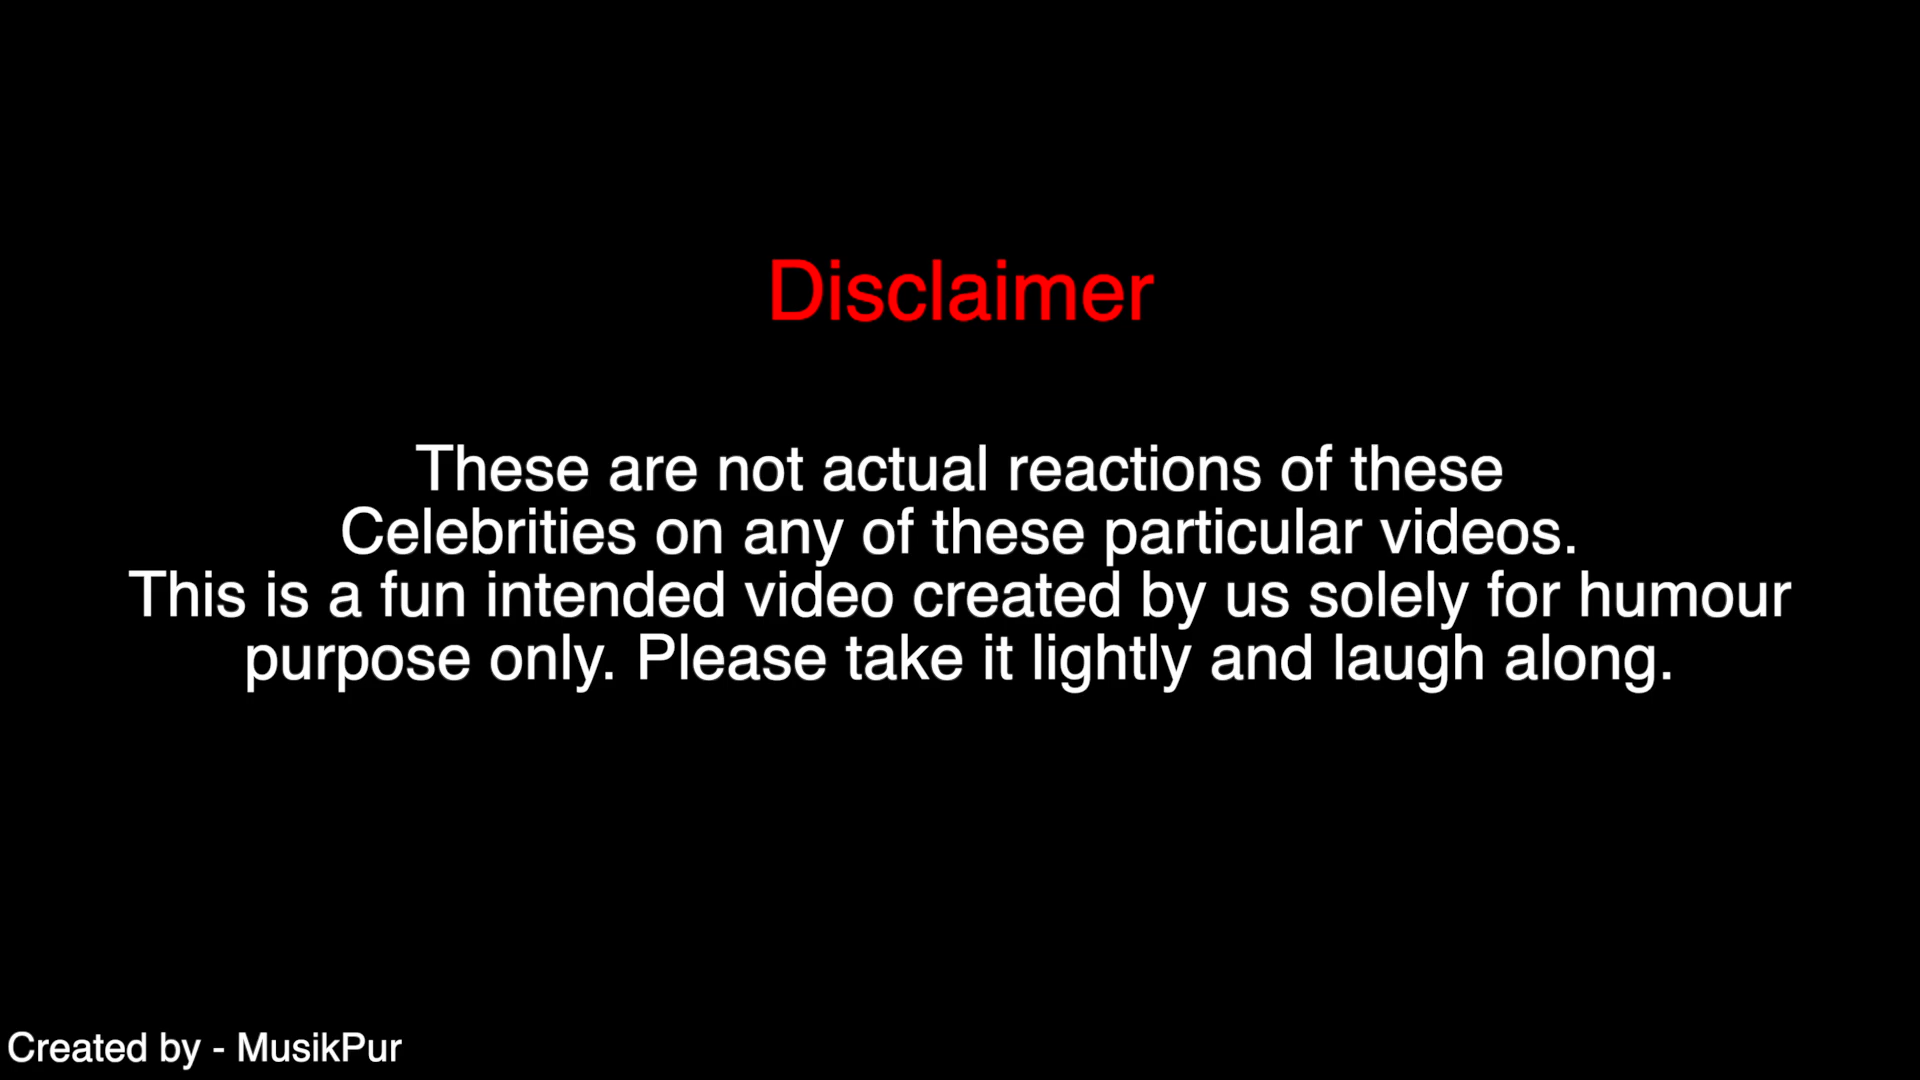 Disclaimer
These are not actual reactions of these
Celebrities on any of these particular videos.
This is a fun intended video created by us solely for humour
purpose only. Please take it lightly and laugh along.
Created by - MusikPur